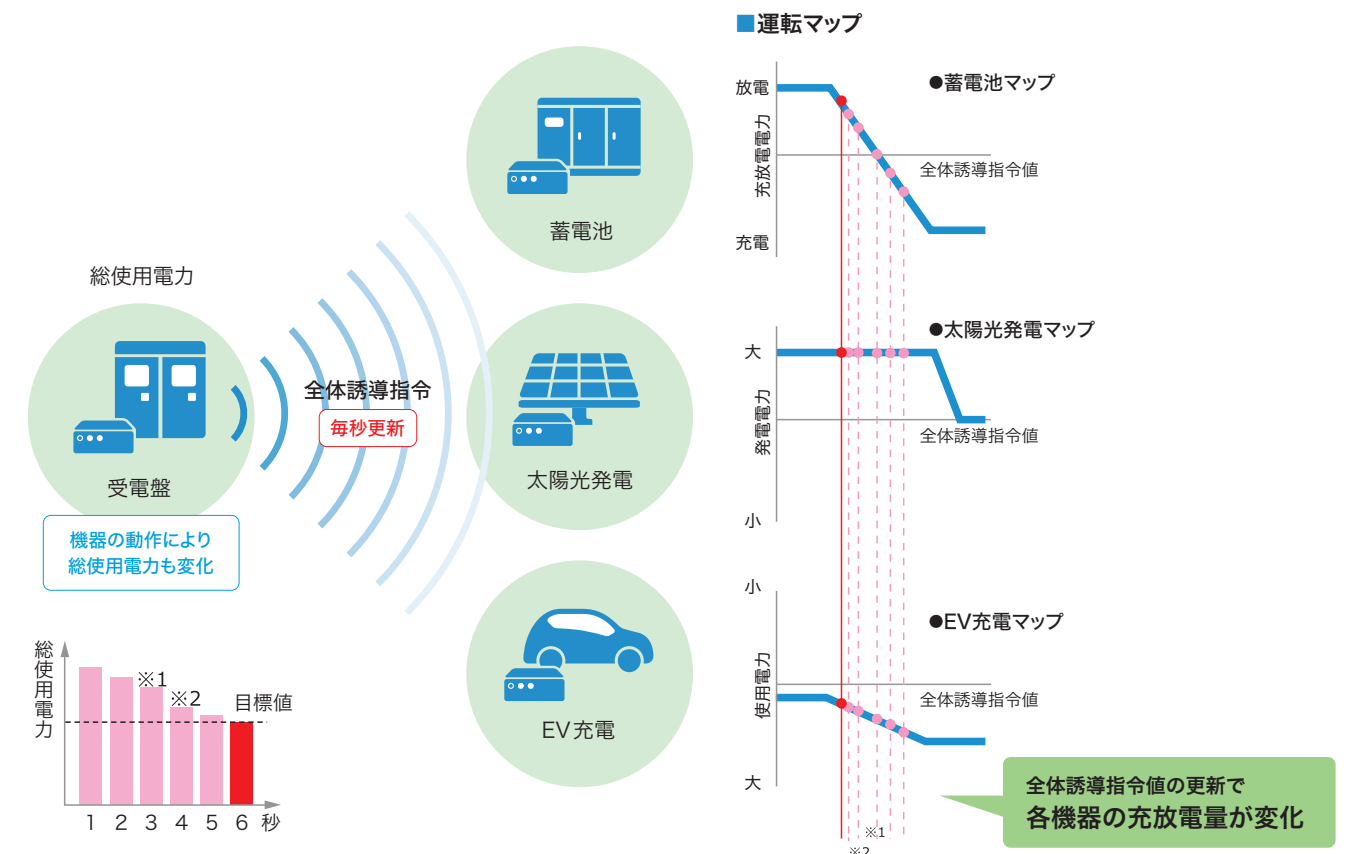 総使用電力
受電盤
機器の動作により
総使用電力も変化
全体誘導指令
毎秒更新
蓄電池
太陽光発電
EV充電
総使用電力
※1
※2
目標値
1 2 3 4 5 6 秒
■運転マップ
●蓄電池マップ
放電
充放電電力
充電
全体誘導指令値
●太陽光発電マップ
大
発電電力
小
全体誘導指令値
●EV充電マップ
小
使用電力
大
全体誘導指令値
※1
※2
全体誘導指令値の更新で
各機器の充放電量が変化